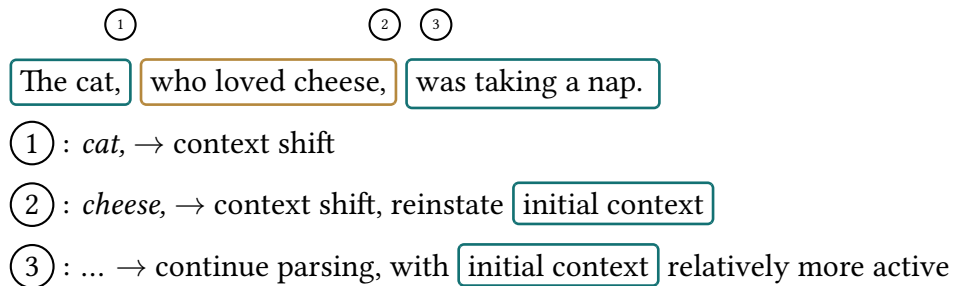 ① ② ③
The cat, who loved cheese, was taking a nap.
① : cat, → context shift
② : cheese, → context shift, reinstate initial context
③ : ... → continue parsing, with initial context relatively more active